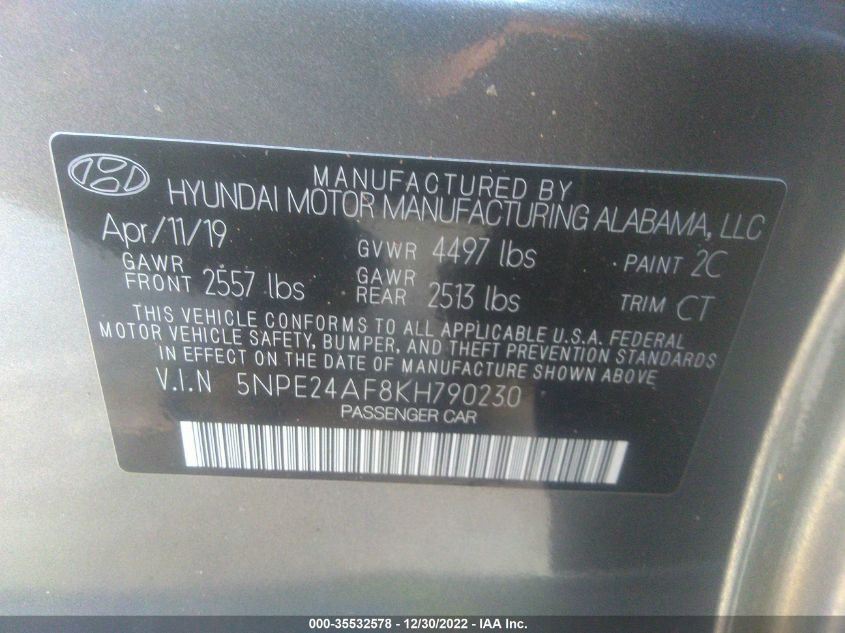 MANUFACTURED BY
HYUNDAI MOTOR MANUFACTURING ALABAMA, LLC
Apr/11/19 GVWR 4497 lbs PAINT 2C
GAWR FRONT 2557 lbs GAWR REAR 2513 lbs TRIM CT
THIS VEHICLE CONFORMS TO ALL APPLICABLE U.S.A. FEDERAL
MOTOR VEHICLE SAFETY, BUMPER, AND THEFT PREVENTION STANDARDS
IN EFFECT ON THE DATE OF MANUFACTURE SHOWN ABOVE
V.I.N 5NPE24AF8KH790230
PASSENGER CAR
000-35532578 - 12/30/2022 - IAA Inc.